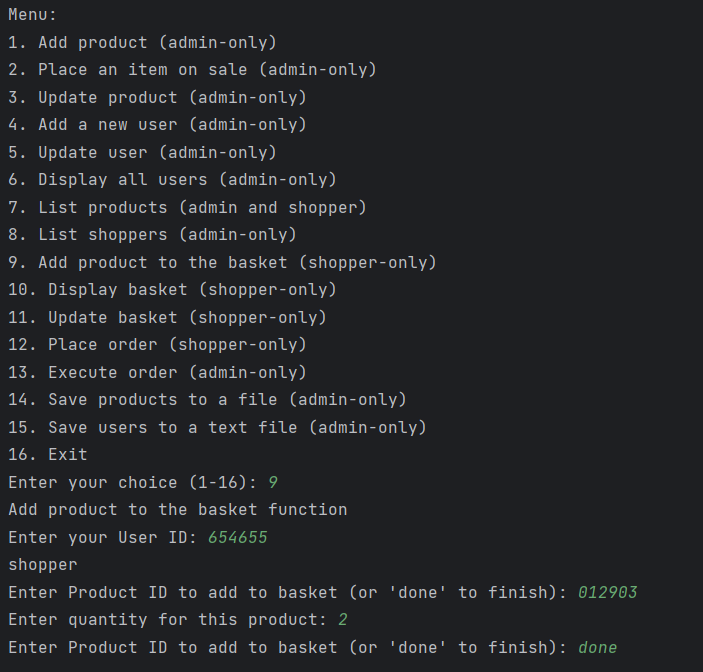 Menu:
1. Add product (admin-only)
2. Place an item on sale (admin-only)
3. Update product (admin-only)
4. Add a new user (admin-only)
5. Update user (admin-only)
6. Display all users (admin-only)
7. List products (admin and shopper)
8. List shoppers (admin-only)
9. Add product to the basket (shopper-only)
10. Display basket (shopper-only)
11. Update basket (shopper-only)
12. Place order (shopper-only)
13. Execute order (admin-only)
14. Save products to a file (admin-only)
15. Save users to a text file (admin-only)
16. Exit
Enter your choice (1-16): 9
Add product to the basket function
Enter your User ID: 654655
shopper
Enter Product ID to add to basket (or 'done' to finish): 012903
Enter quantity for this product: 2
Enter Product ID to add to basket (or 'done' to finish): done